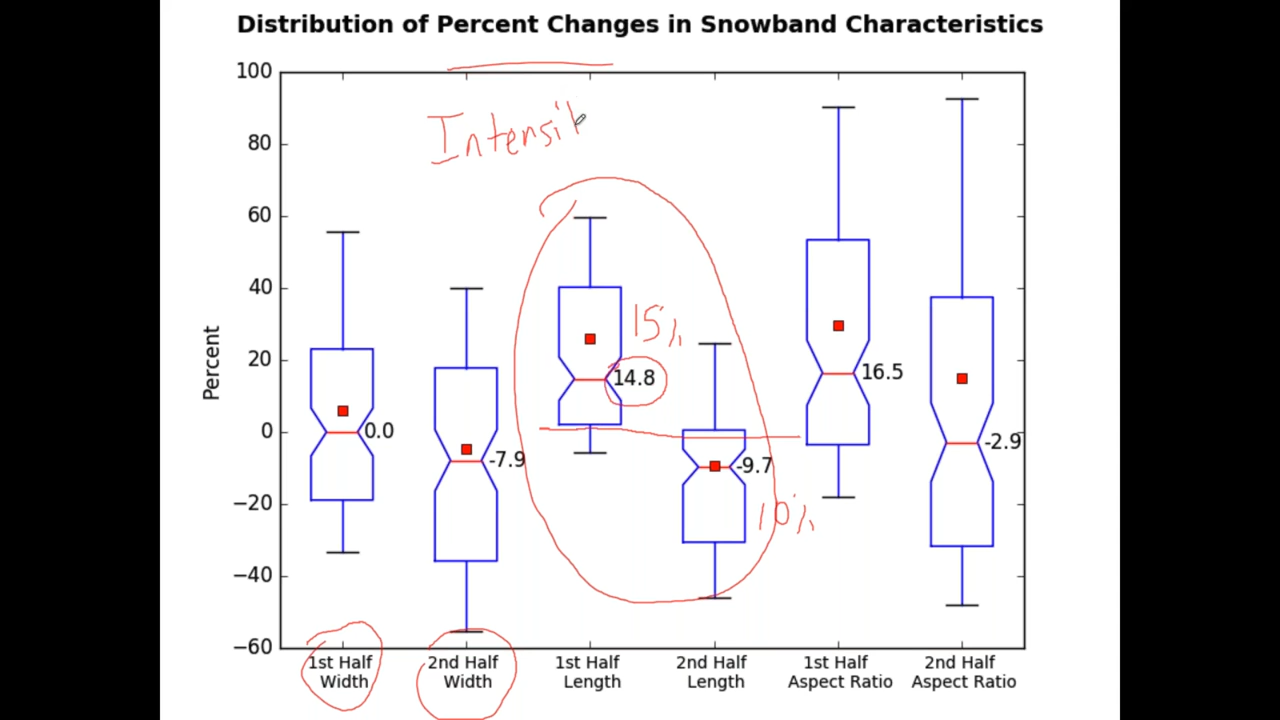 Distribution of Percent Changes in Snowband Characteristics
100
80
60
40
20
0
−20
−40
−60
Percent
15%
10%
0.0
-7.9
14.8
-9.7
16.5
-2.9
1st Half
Width
2nd Half
Width
1st Half
Length
2nd Half
Length
1st Half
Aspect Ratio
2nd Half
Aspect Ratio